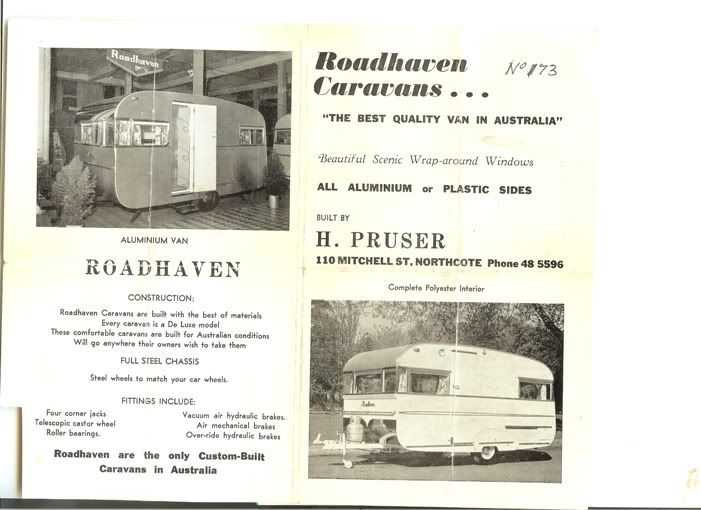 Roadhaven
ALUMINIUM VAN
ROADHAVEN
CONSTRUCTION:
Roadhaven Caravans are built with the best of materials
Every caravan is a De Luxe model
These comfortable caravans are built for Australian conditions
Will go anywhere their owners wish to take them
FULL STEEL CHASSIS
Steel wheels to match your car wheels.
FITTINGS INCLUDE:
Four corner jacks
Telescopic castor wheel
Roller bearings.
Vacuum air hydraulic brakes.
Air mechanical brakes
Over-ride hydraulic brakes
Roadhaven are the only Custom-Built
Caravans in Australia
Roadhaven
Caravans...
"THE BEST QUALITY VAN IN AUSTRALIA"
Beautiful Scenic Wrap-around Windows
ALL ALUMINIUM or PLASTIC SIDES
BUILT BY
H. PRUSER
110 MITCHELL ST, NORTHCOTE Phone 48 5596
Complete Polyester Interior
Roadhaven